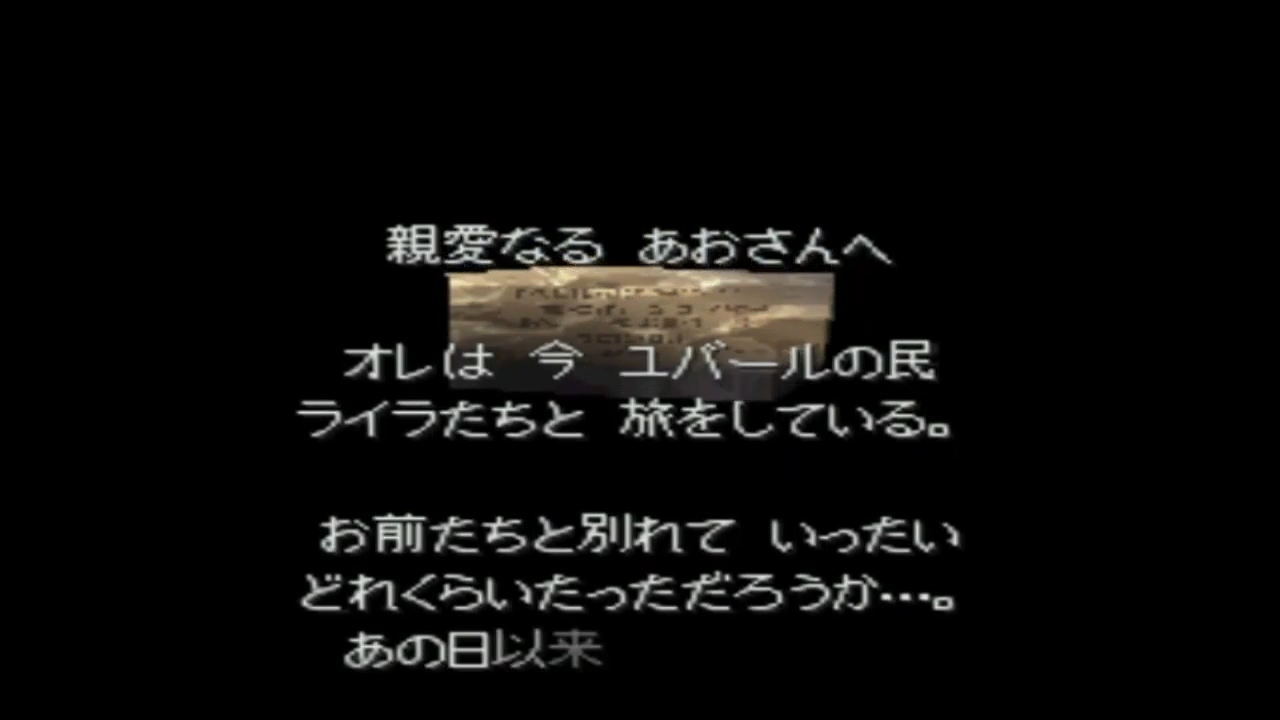 親愛なる あおさんへ
オレは 今 ユバールの民
ライラたちと 旅をしている。
お前たちと別れて いったい
どれくらいたっただろうか…。
あの日以来